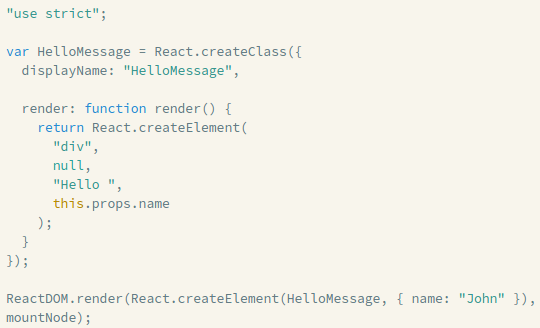 "use strict";

var HelloMessage = React.createClass({
  displayName: "HelloMessage",

  render: function render() {
    return React.createElement(
      "div",
      null,
      "Hello ",
      this.props.name
    );
  }
});

ReactDOM.render(React.createElement(HelloMessage, { name: "John" }),
mountNode);